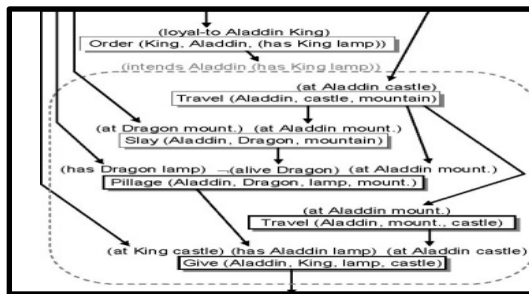 (loyal-to Aladdin King)
Order (King, Aladdin, (has King lamp))
(intends Aladdin (has King lamp))
(at Aladdin castle)
Travel (Aladdin, castle, mountain)
(at Dragon mount.) (at Aladdin mount.)
Slay (Aladdin, Dragon, mountain)
(has Dragon lamp) ¬(alive Dragon) (at Aladdin mount.)
Pillage (Aladdin, Dragon, lamp, mount.)
(at Aladdin mount.)
Travel (Aladdin, mount., castle)
(at King castle) (has Aladdin lamp) (at Aladdin castle)
Give (Aladdin, King, lamp, castle)